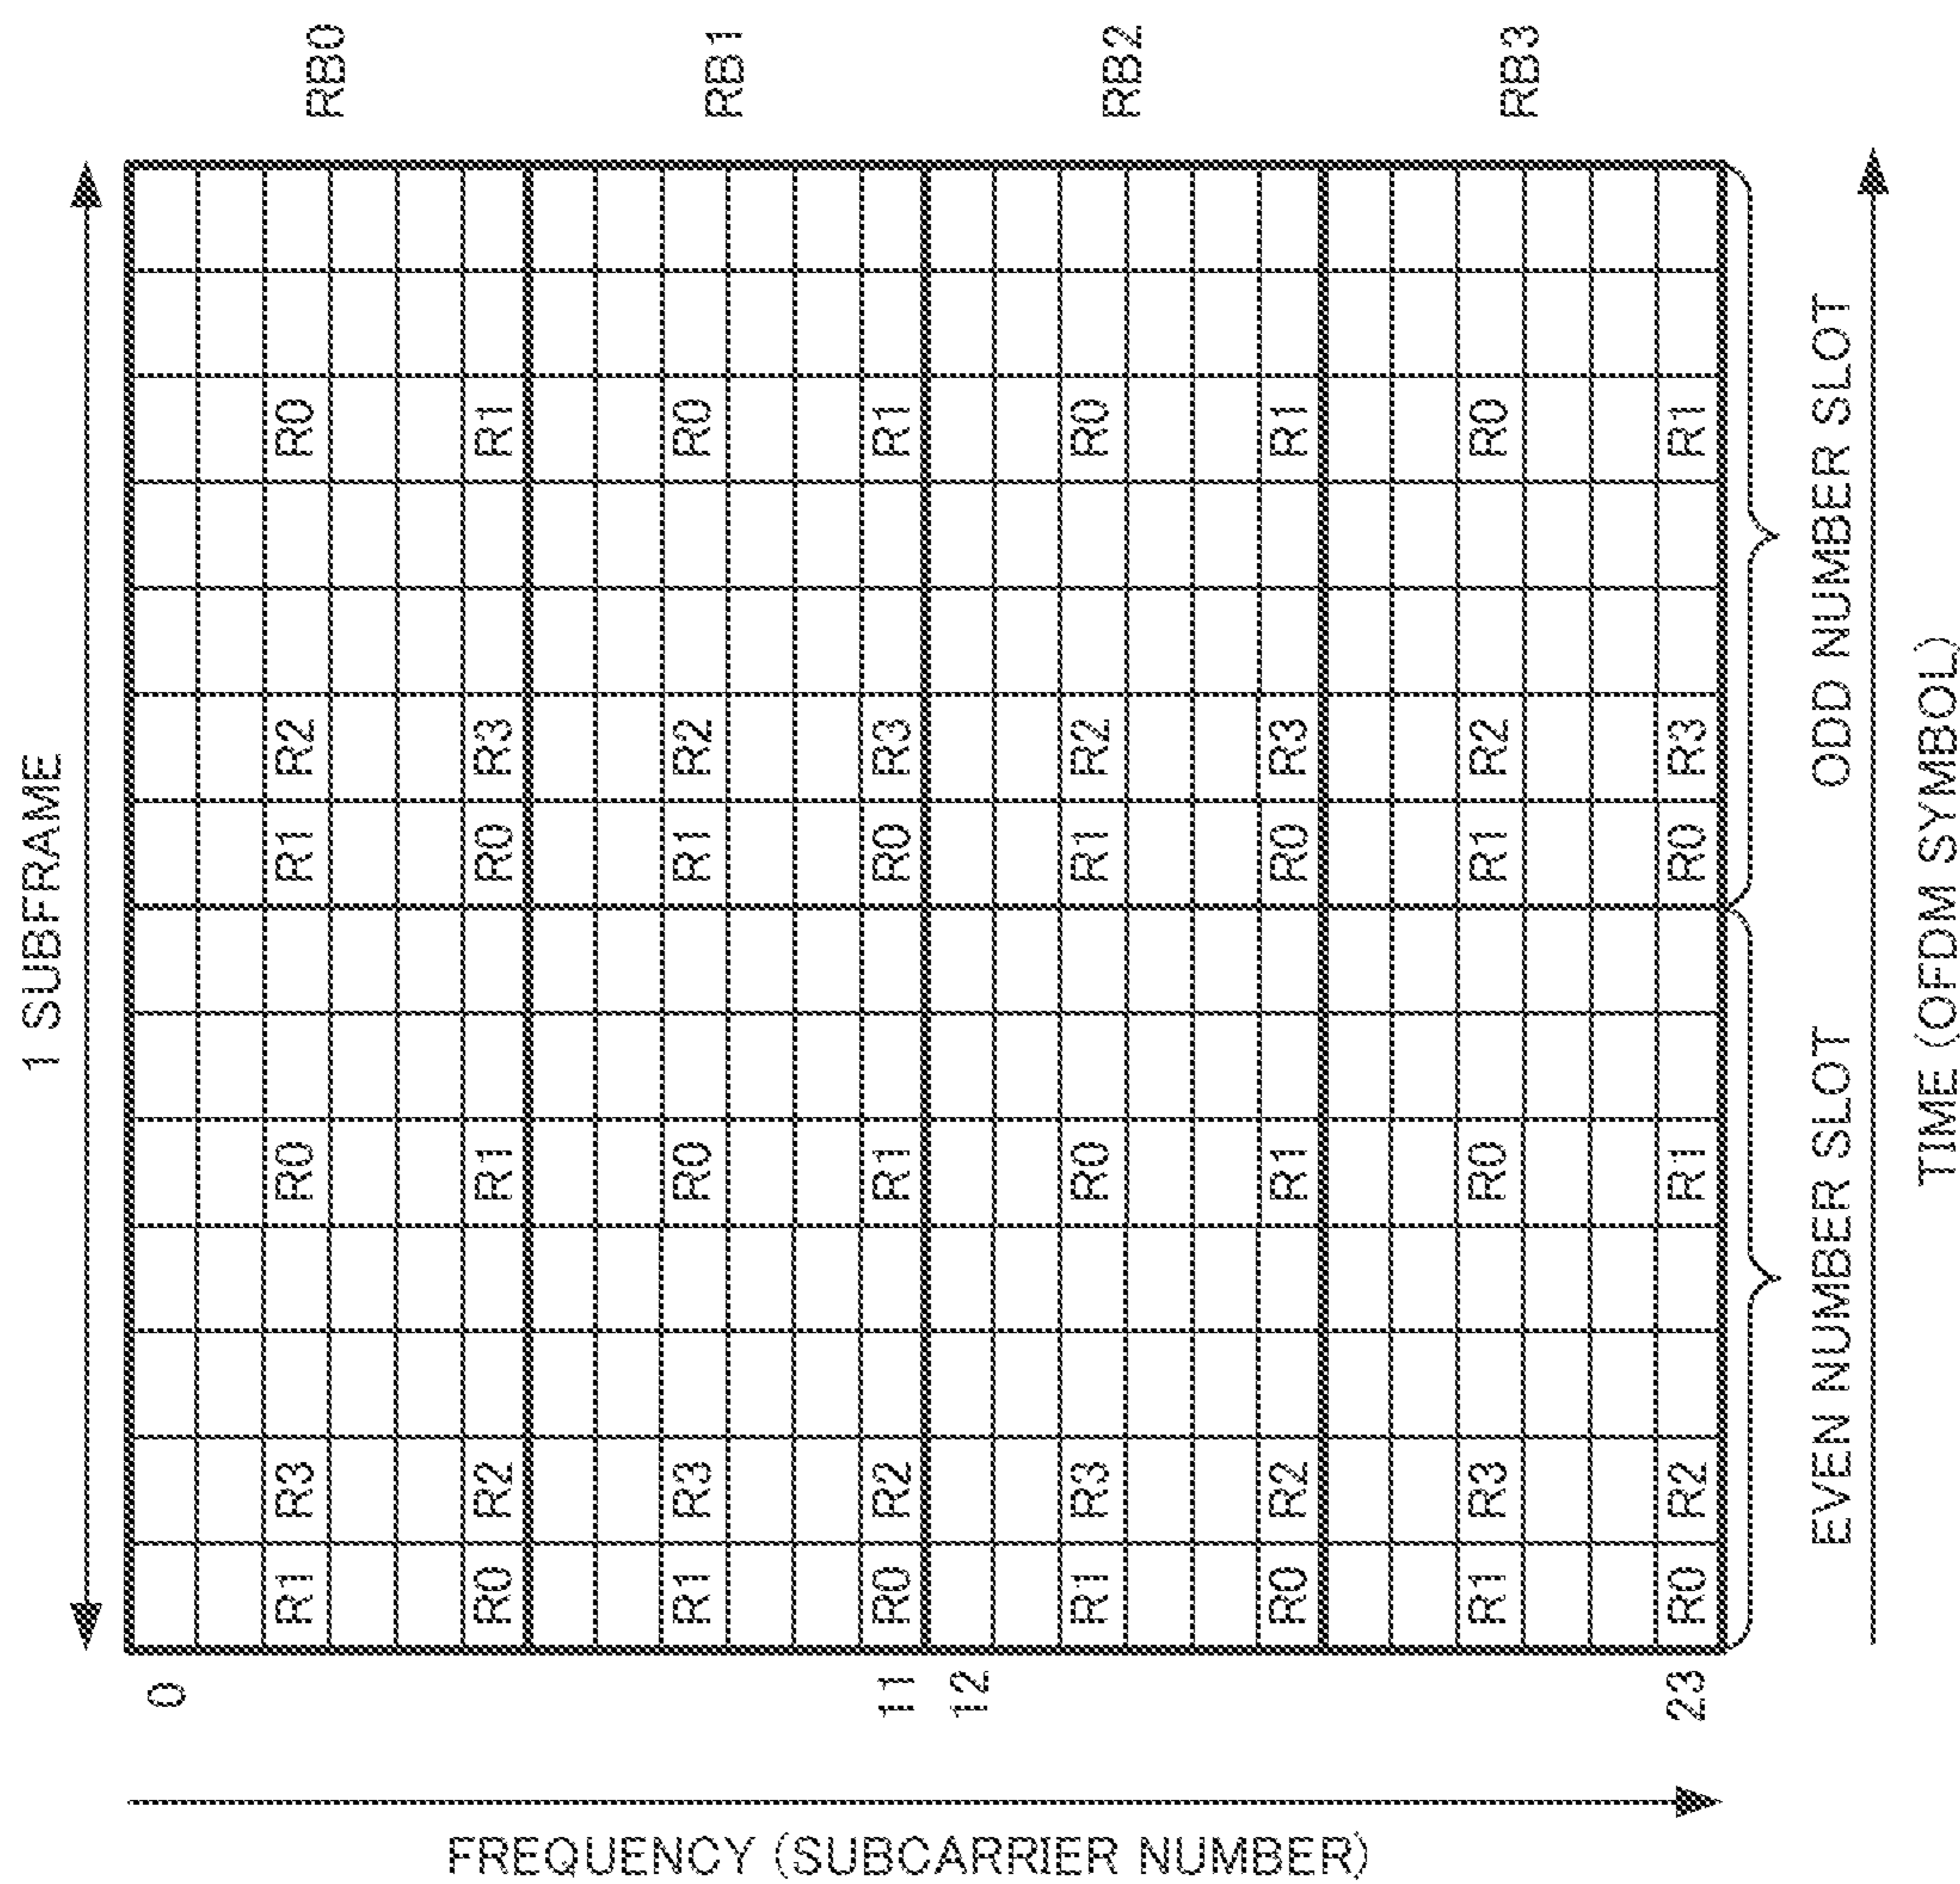 1 SUBFRAME
FREQUENCY (SUBCARRIER NUMBER)
0
R1 R3 R0 R1 R2 R0
RB0
R0 R2 R1 R0 R3 R1
R1 R3 R0 R1 R2 R0
RB1
11 R0 R2 R1 R0 R3 R1
12
R1 R3 R0 R1 R2 R0
RB2
R0 R2 R1 R0 R3 R1
R1 R3 R0 R1 R2 R0
RB3
23 R0 R2 R1 R0 R3 R1
EVEN NUMBER SLOT
ODD NUMBER SLOT
TIME (OFDM SYMBOL)